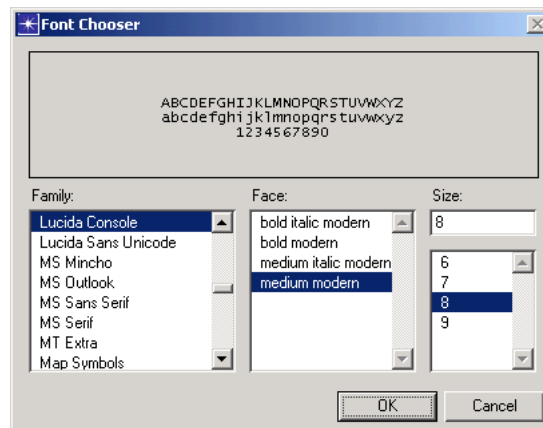 Font Chooser
ABCDEFGHIJKLMNOPQRSTUVWXYZ
abcdefghijklmnopqrstuvwxyz
1234567890
Family:
Face:
Size:
Lucida Console
Lucida Sans Unicode
MS Mincho
MS Outlook
MS Sans Serif
MS Serif
MT Extra
Map Symbols
bold italic modern
bold modern
medium italic modern
medium modern
8
6
7
8
9
OK
Cancel